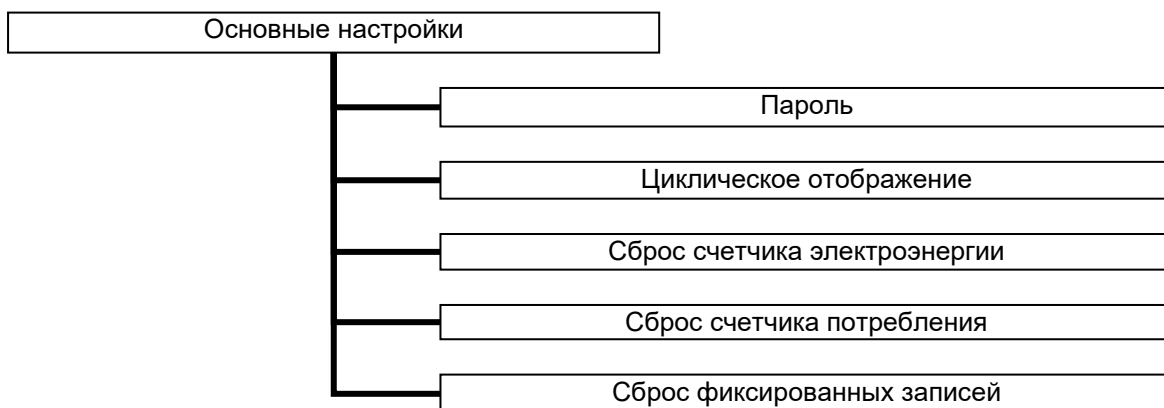 Основные настройки
Пароль
Циклическое отображение
Сброс счетчика электроэнергии
Сброс счетчика потребления
Сброс фиксированных записей